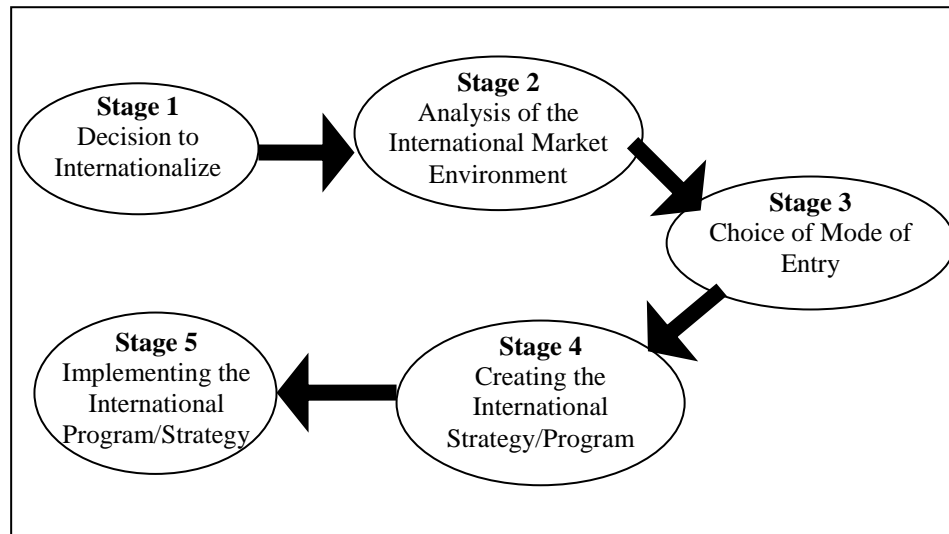 Stage 1
Decision to
Internationalize
Stage 2
Analysis of the
International Market
Environment
Stage 3
Choice of Mode of
Entry
Stage 4
Creating the
International
Strategy/Program
Stage 5
Implementing the
International
Program/Strategy